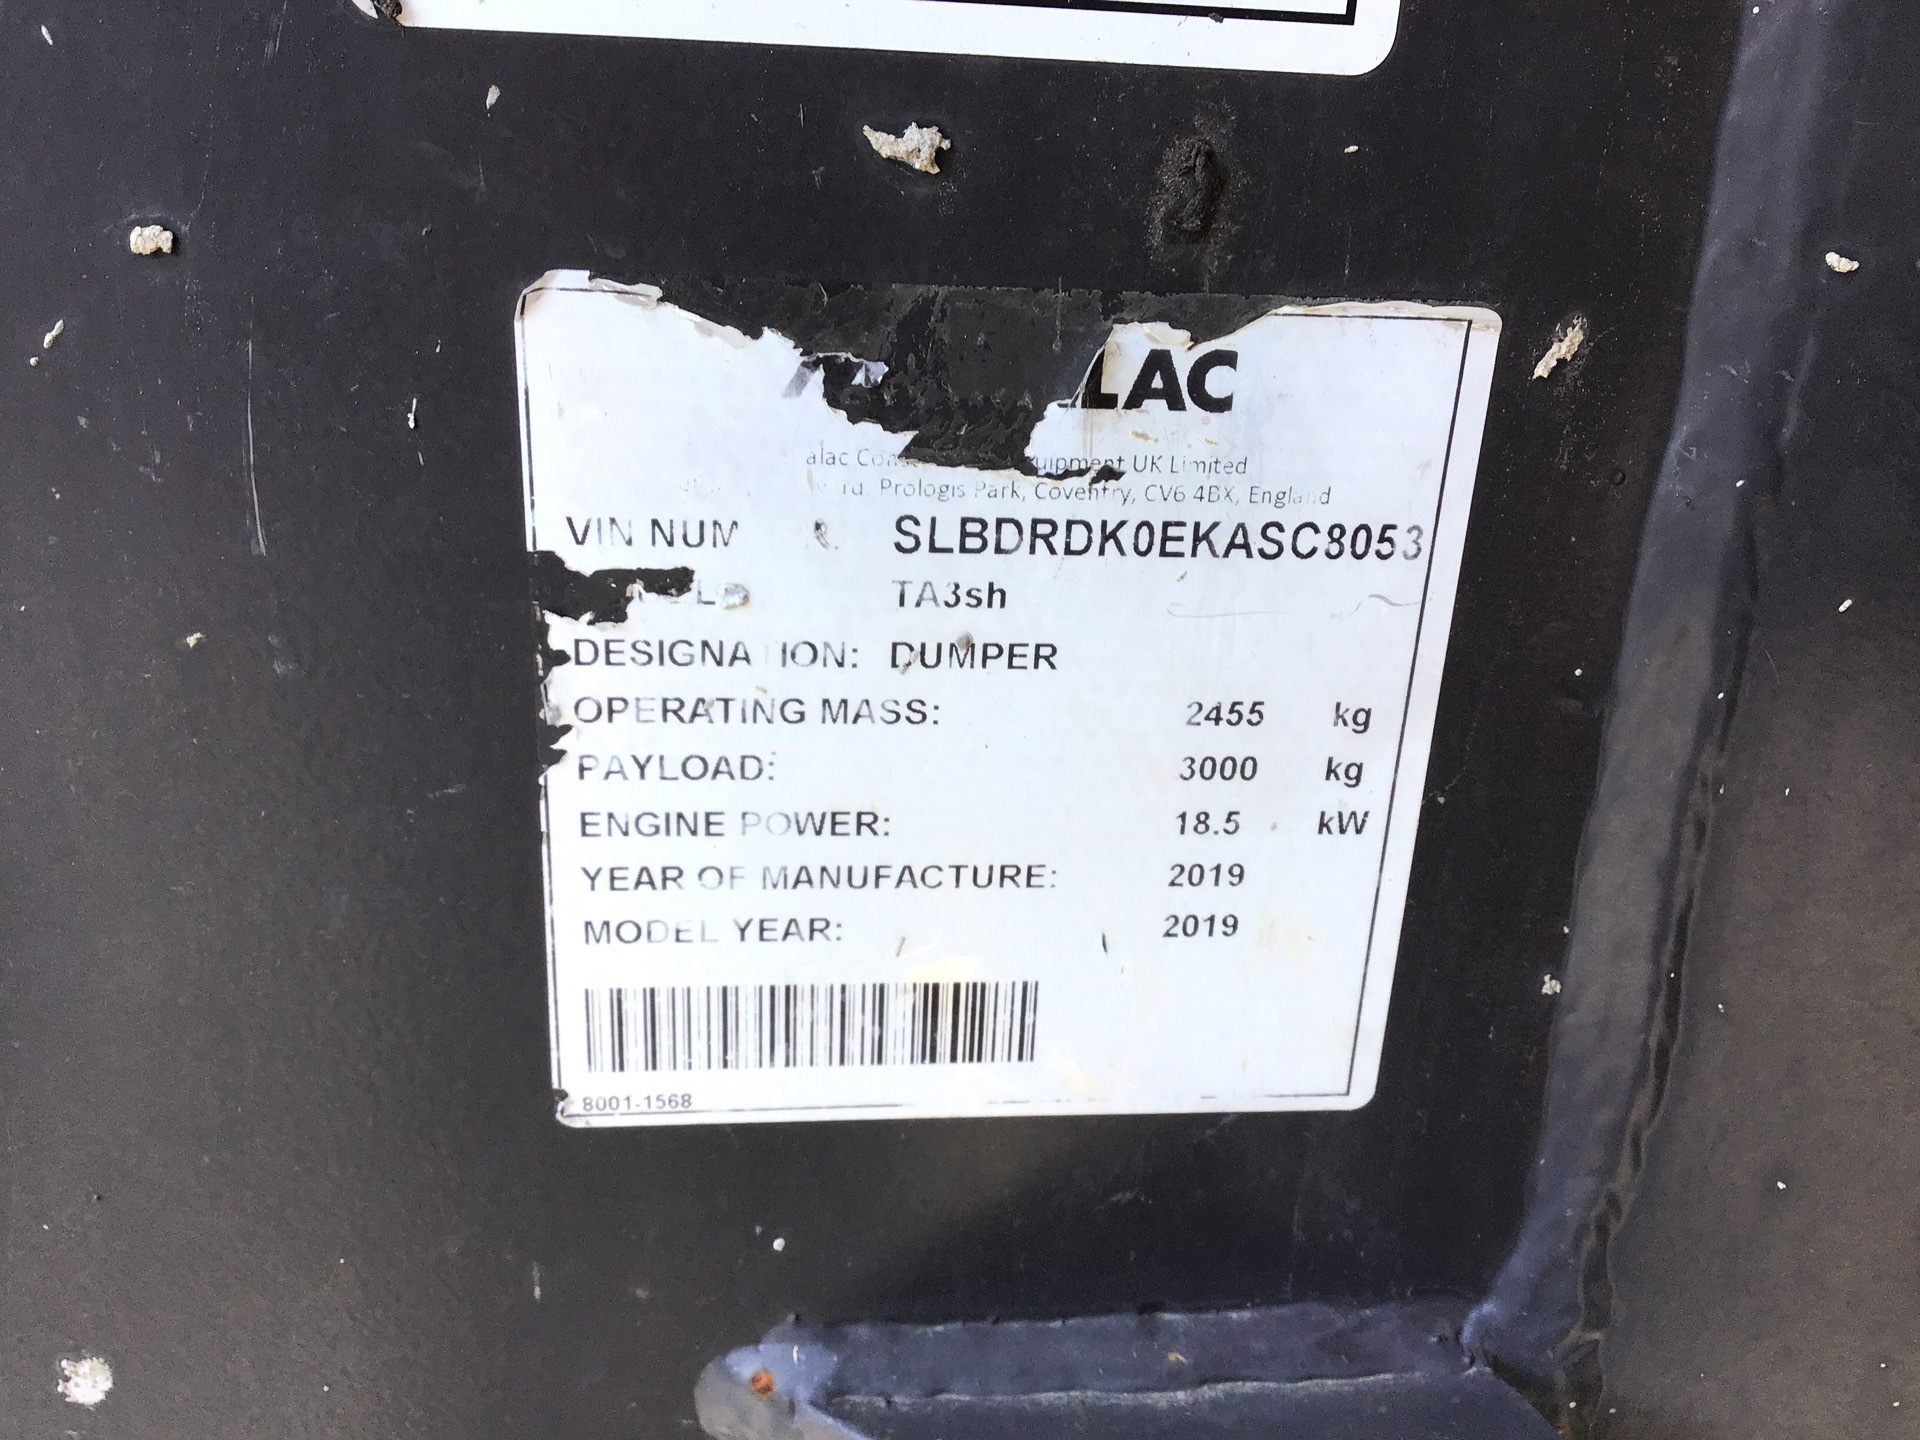 LAC
alac Cons uipment UK Limited
Prologis Park, Coventry, CV6 4BX, England
VIN NUM SLBDRDK0EKASC8053
TA3sh
DESIGNA ION: DUMPER
OPERATING MASS: 2455 kg
PAYLOAD: 3000 kg
ENGINE POWER: 18.5 kW
YEAR OF MANUFACTURE: 2019
MODEL YEAR: 2019
8001-1568